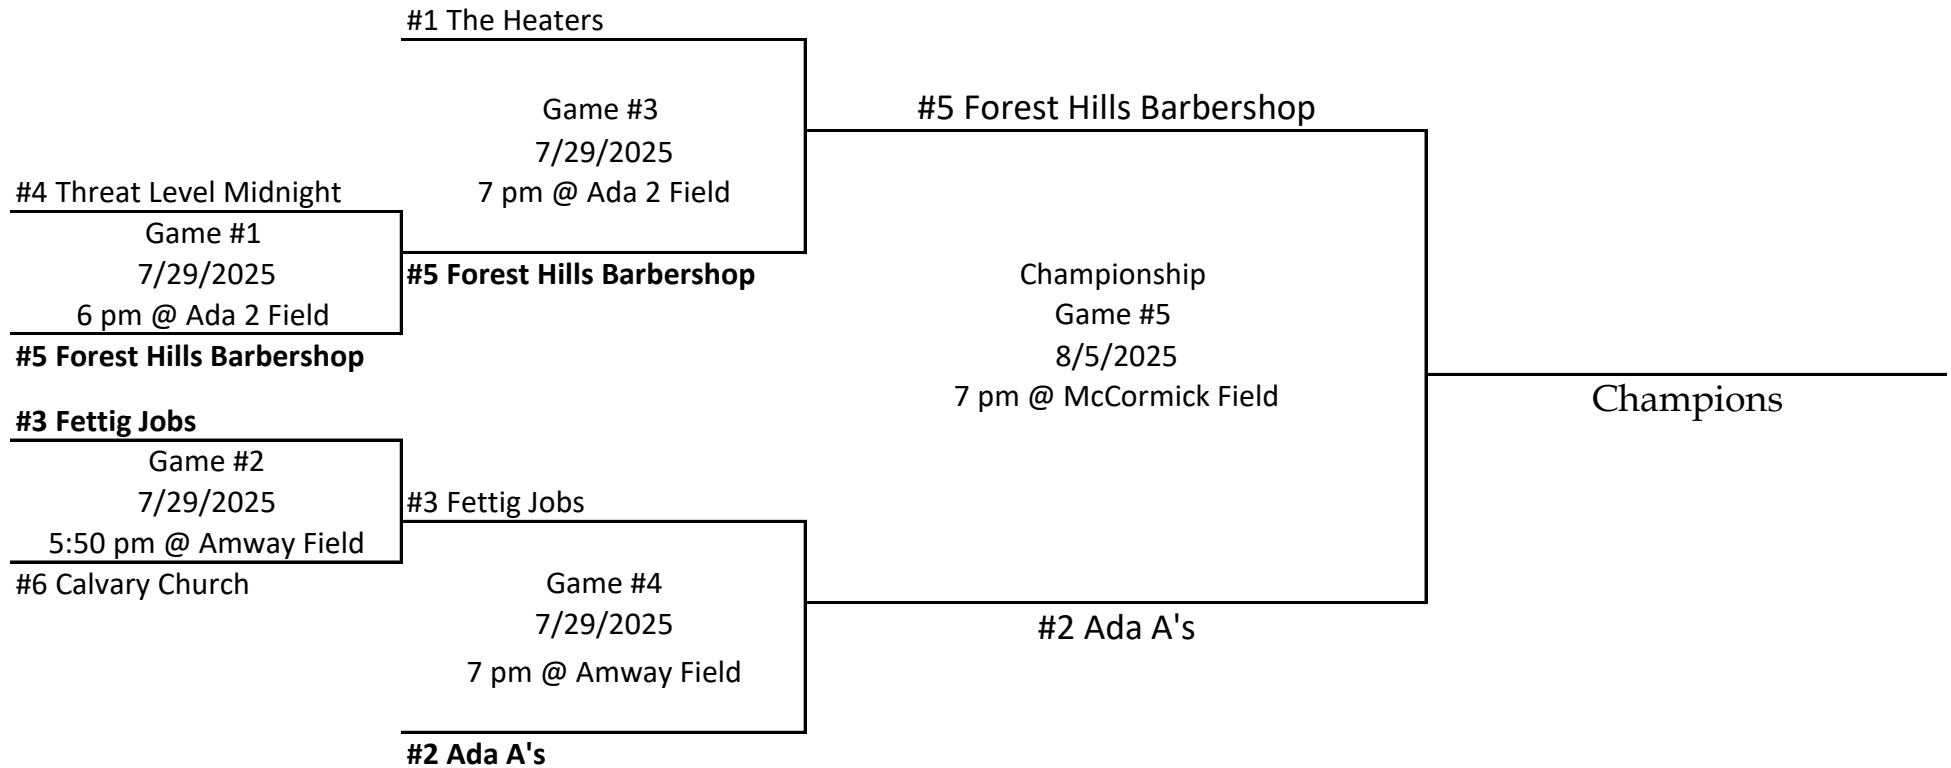 #1 The Heaters
Game #3
7/29/2025
7 pm @ Ada 2 Field
#5 Forest Hills Barbershop
#4 Threat Level Midnight
Game #1
7/29/2025
6 pm @ Ada 2 Field
#5 Forest Hills Barbershop
#5 Forest Hills Barbershop
Championship
Game #5
8/5/2025
7 pm @ McCormick Field
Champions
#3 Fettig Jobs
Game #2
7/29/2025
5:50 pm @ Amway Field
#6 Calvary Church
#3 Fettig Jobs
Game #4
7/29/2025
7 pm @ Amway Field
#2 Ada A's
#2 Ada A's